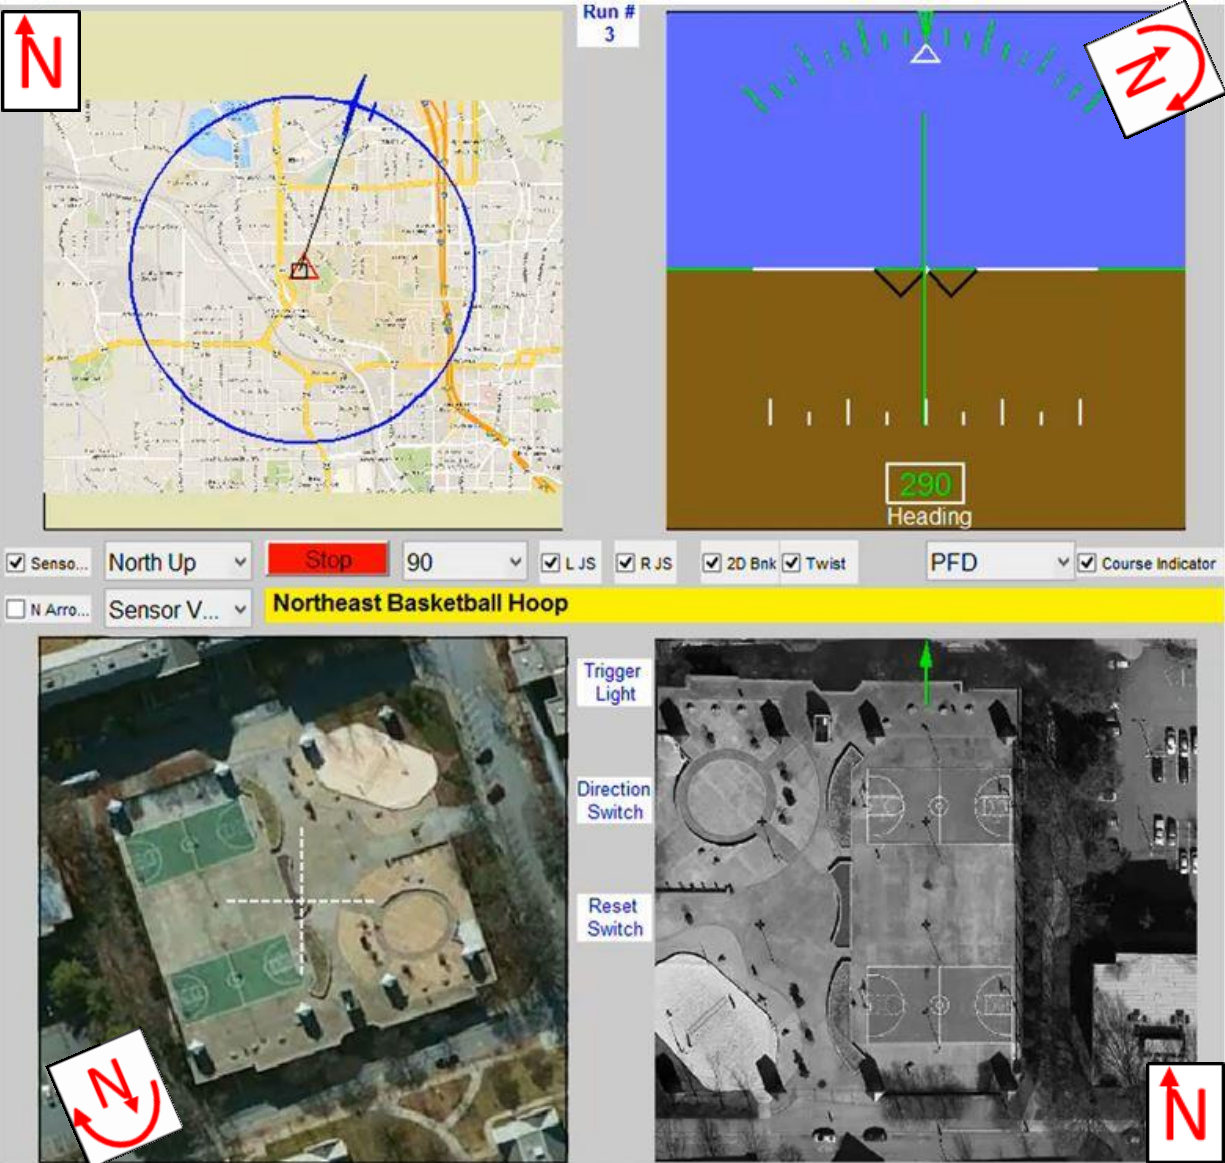 N
Run #
3
N
290
Heading
Senso...
North Up
Stop
90
L JS
R JS
2D Bnk
Twist
PFD
Course Indicator
N Arro...
Sensor V...
Northeast Basketball Hoop
Trigger
Light
Direction
Switch
Reset
Switch
N
N